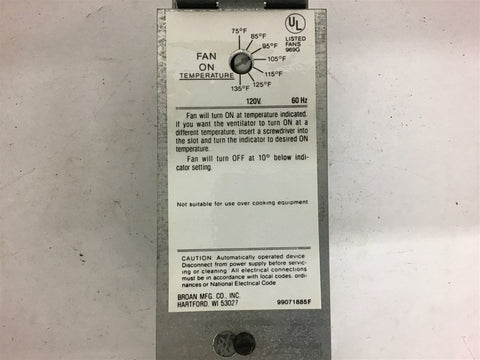 75°F
85°F
95°F
105°F
115°F
125°F
135°F
FAN
ON
TEMPERATURE
UL
LISTED
FANS
969G
120V. 60 Hz
Fan will turn ON at temperature indicated.
if you want the ventilator to turn ON at a
different temperature, insert a screwdriver into
the slot and turn the indicator to desired ON
temperature.
Fan will turn OFF at 10° below indi-
cator setting.
Not suitable for use over cooking equipment
CAUTION: Automatically operated device
Disconnect from power supply before servic-
ing or cleaning. All electrical connections
must be in accordance with local codes, ordi-
nances or National Electrical Code
BROAN MFG. CO., INC.
HARTFORD, WI 53027 99071885F